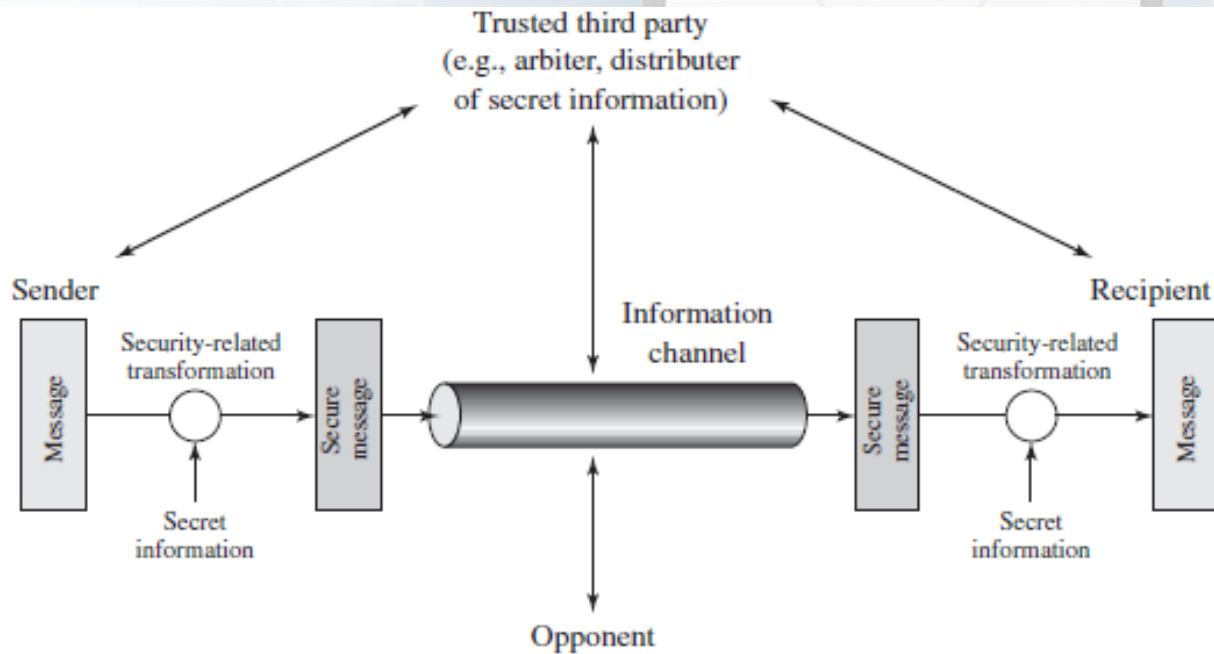 Trusted third party
(e.g., arbiter, distributer
of secret information)
Sender
Recipient
Information
channel
Security-related
transformation
Security-related
transformation
Message
Secure
message
Secure
message
Message
Secret
information
Secret
information
Opponent